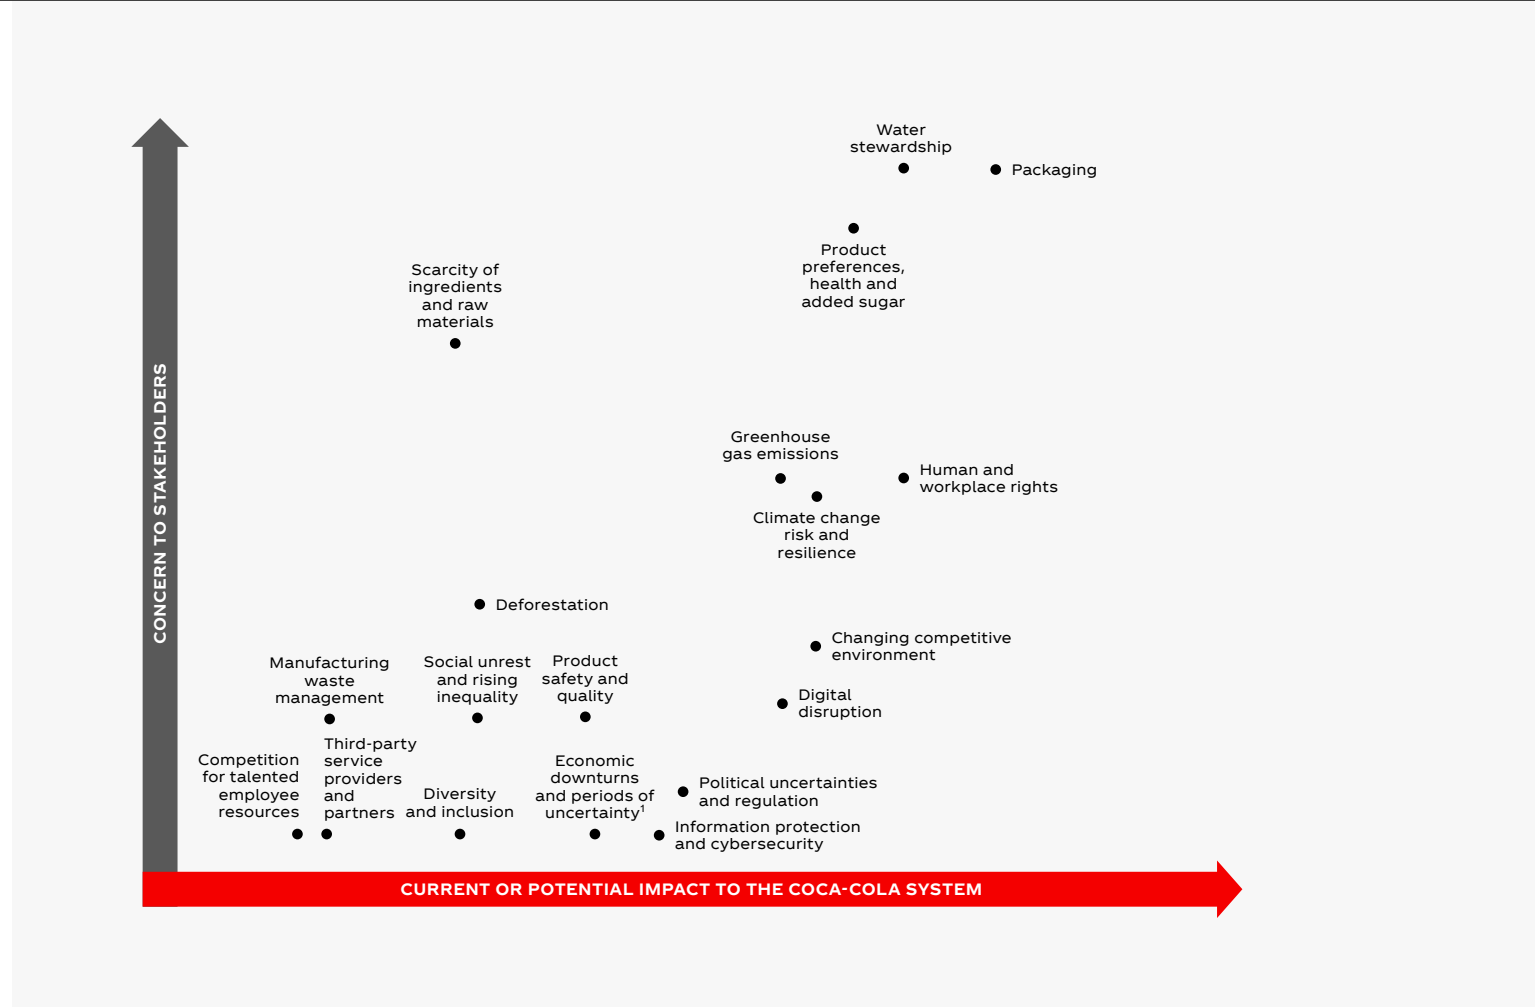 Water
stewardship
Packaging
Product
preferences,
health and
added sugar
Scarcity of
ingredients
and raw
materials
CONCERN TO STAKEHOLDERS
Greenhouse
gas emissions
Human and
workplace rights
Climate change
risk and
resilience
Deforestation
Changing competitive
environment
Manufacturing
waste
management
Social unrest
and rising
inequality
Product
safety and
quality
Digital
disruption
Competition
for talented
employee
resources
Third-party
service
providers
and
partners
Diversity
and inclusion
Economic
downturns
and periods of
uncertainty¹
Political uncertainties
and regulation
Information protection
and cybersecurity
CURRENT OR POTENTIAL IMPACT TO THE COCA-COLA SYSTEM